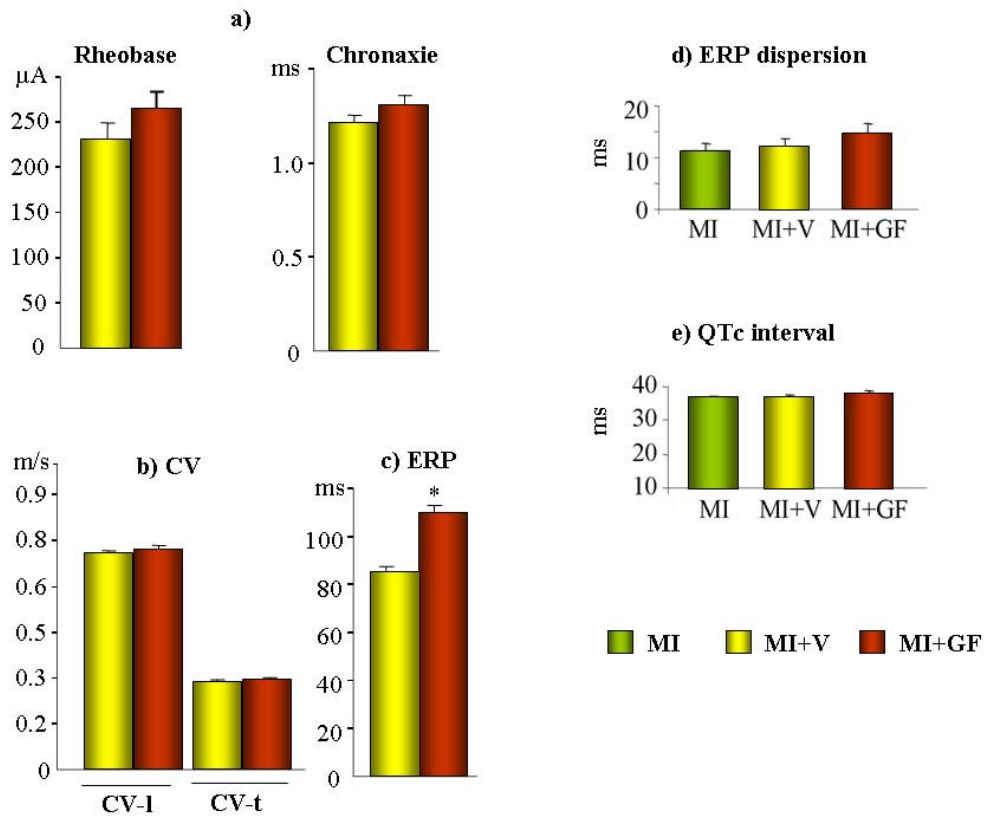 a)
Rheobase
µA
250
200
150
100
50
0
Chronaxie
ms
1.0
0.5
0
d) ERP dispersion
ms
20
10
0
MI MI+V MI+GF
e) QTc interval
ms
40
30
20
10
MI MI+V MI+GF
b) CV
m/s
0.9
0.8
0.6
0.5
0.3
0.2
0
CV-l CV-t
c) ERP
ms
*
100
80
60
40
20
0
MI MI+V MI+GF